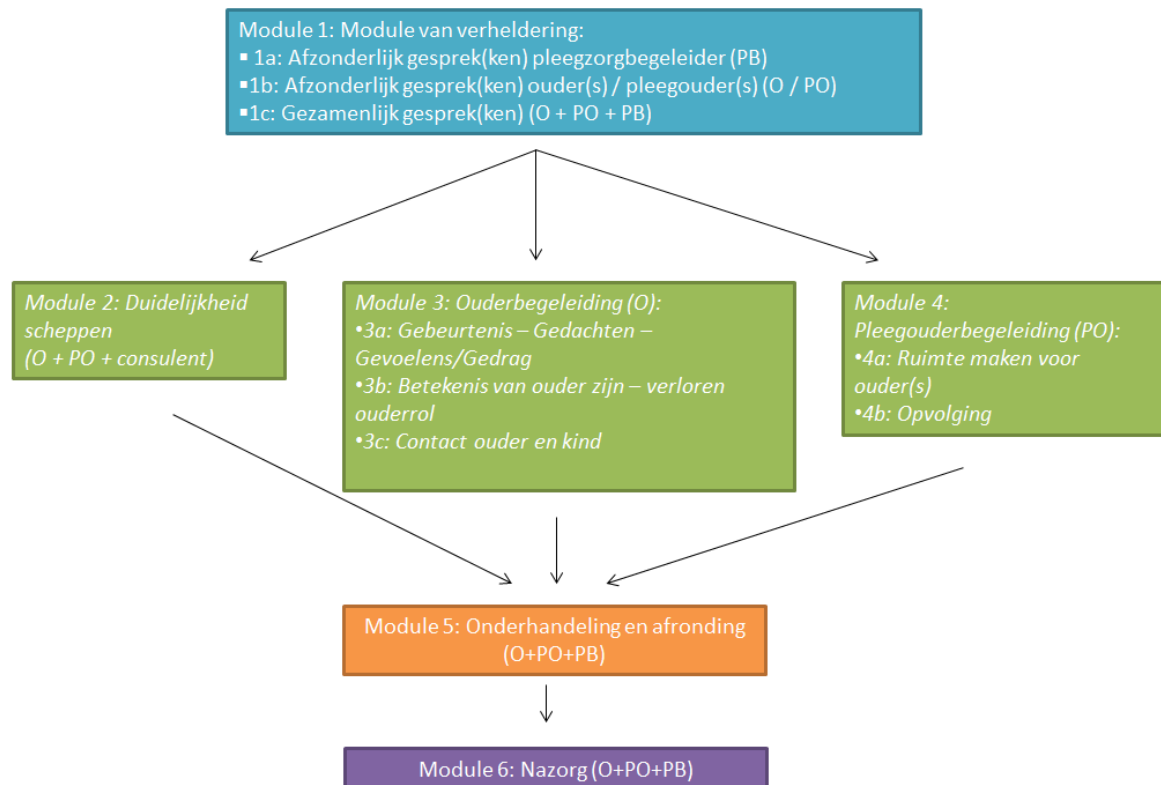 Module 1: Module van verheldering:
▪ 1a: Afzonderlijk gesprek(ken) pleegzorgbegeleider (PB)
▪1b: Afzonderlijk gesprek(ken) ouder(s) / pleegouder(s) (O / PO)
▪1c: Gezamenlijk gesprek(ken) (O + PO + PB)
Module 2: Duidelijkheid
scheppen
(O + PO + consulent)
Module 3: Ouderbegeleiding (O):
•3a: Gebeurtenis – Gedachten –
Gevoelens/Gedrag
•3b: Betekenis van ouder zijn – verloren
ouderrol
•3c: Contact ouder en kind
Module 4:
Pleegouderbegeleiding (PO):
•4a: Ruimte maken voor
ouder(s)
•4b: Opvolging
Module 5: Onderhandeling en afronding
(O+PO+PB)
Module 6: Nazorg (O+PO+PB)